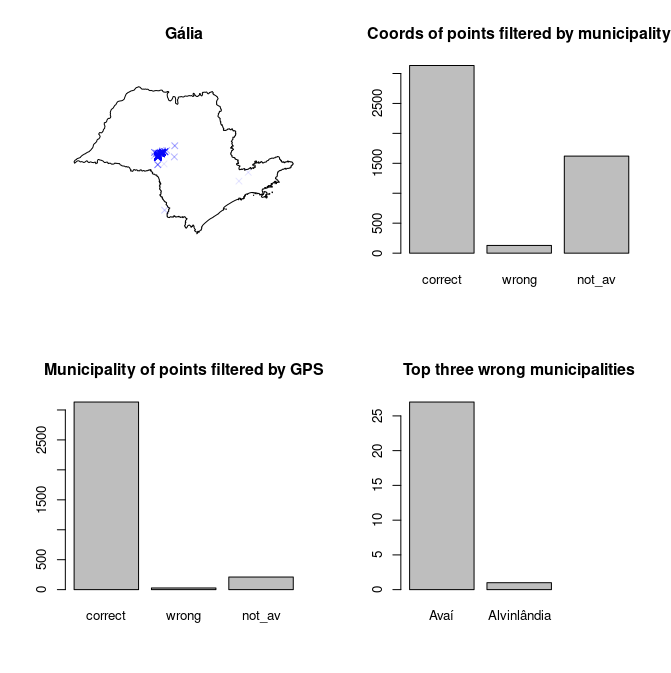 Gália
Coords of points filtered by municipality
2500
1500
500
0
correct wrong not_av
Municipality of points filtered by GPS
2500
1500
500
0
correct wrong not_av
Top three wrong municipalities
25
20
15
10
5
0
Avaí Alvinlândia